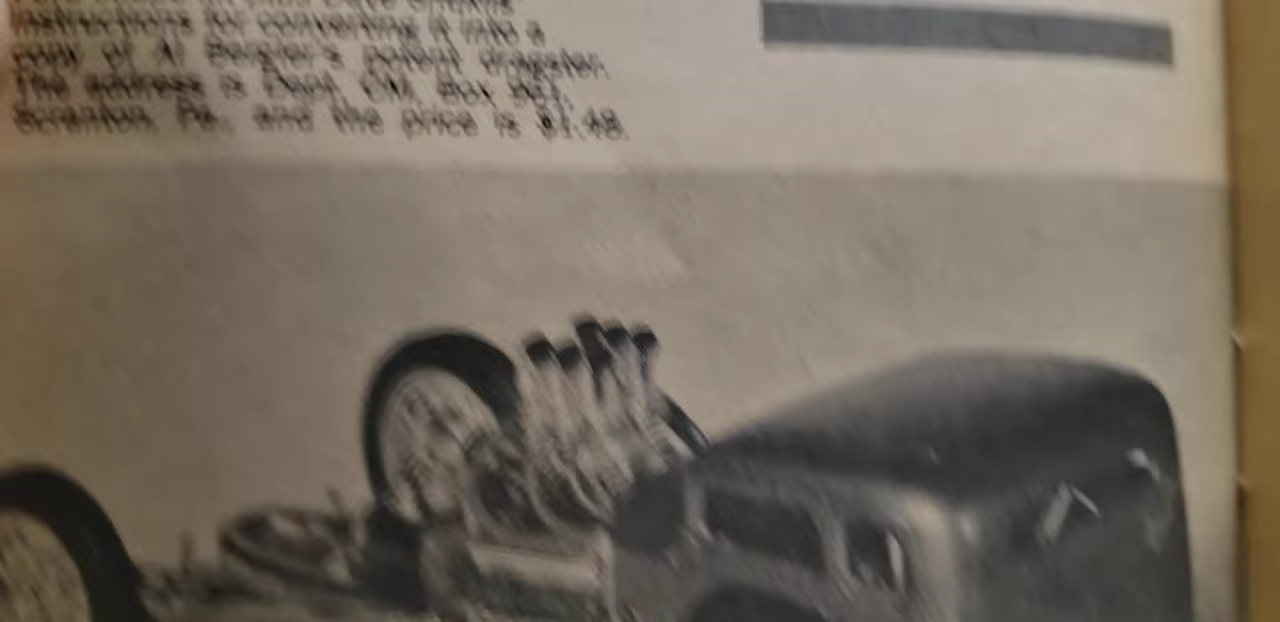 instructions for converting it into a
copy of Al Bergler's potent dragster.
The address is Dept. CM, Box
Scranton, Pa., and the price is $1.48.